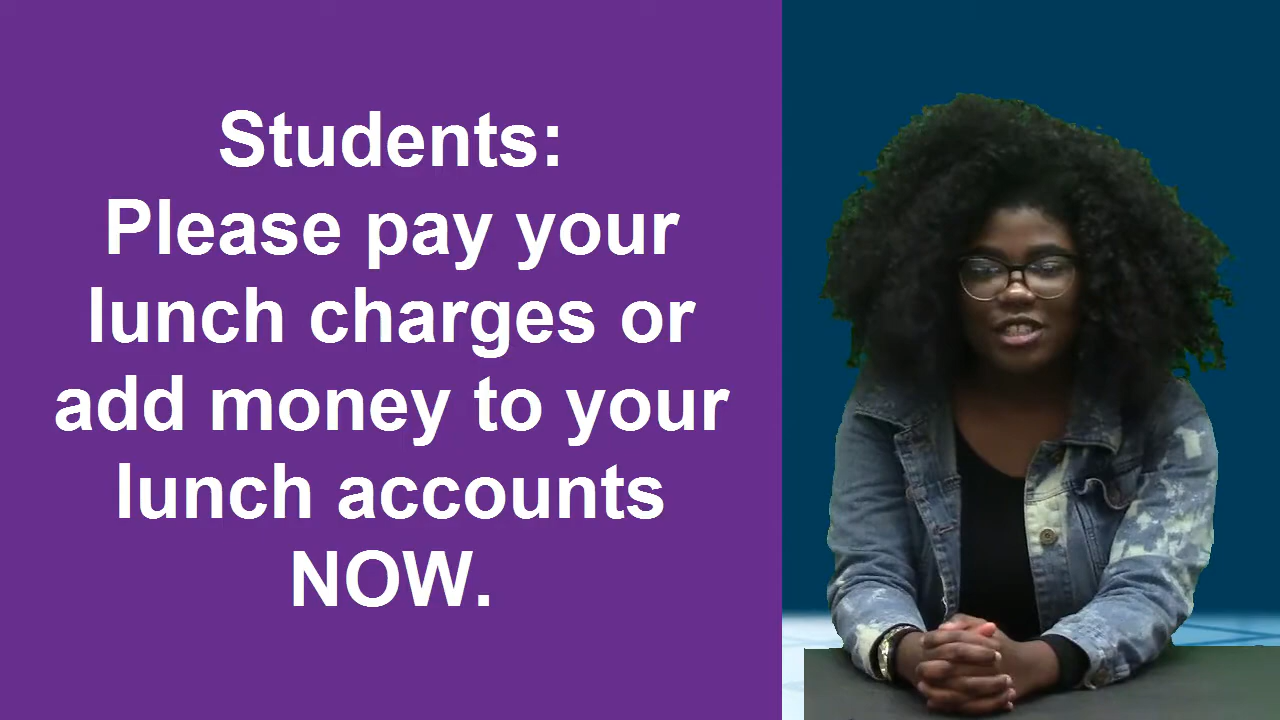 Students:
Please pay your
lunch charges or
add money to your
lunch accounts
NOW.